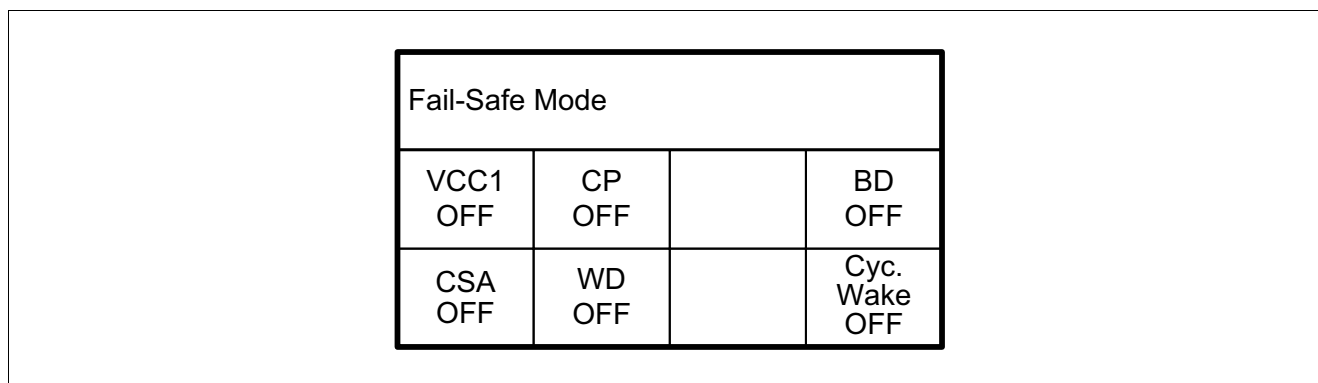 Fail-Safe Mode
VCC1
OFF
CP
OFF
BD
OFF
CSA
OFF
WD
OFF
Cyc.
Wake
OFF